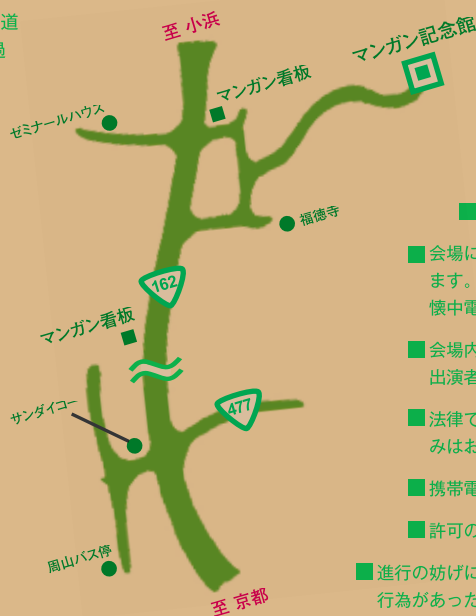 道
至 小浜
マンガン記念館
マンガン看板
ゼミナールハウス
福徳寺
162
マンガン看板
サンダイコー
477
周山バス停
至 京都
会場に
ます。
懐中電
会場内
出演者
法律で
みはお
携帯電
許可の
進行の妨げに
行為があった